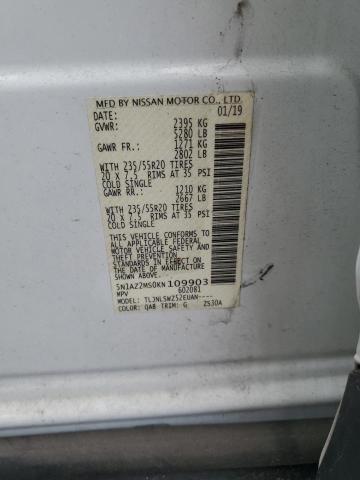 MFD BY NISSAN MOTOR CO., LTD.
DATE: 01/19
GVWR: 2395 KG
5280 LB
GAWR FR.: 1271 KG
2802 LB
WITH 235/55R20 TIRES
20 x 7.5 RIMS AT 35 PSI
COLD SINGLE
GAWR RR.: 1210 KG
2667 LB
WITH 235/55R20 TIRES
20 x 7.5 RIMS AT 35 PSI
COLD SINGLE
THIS VEHICLE CONFORMS TO
ALL APPLICABLE U.S. FEDERAL
MOTOR VEHICLE SAFETY
STANDARDS IN EFFECT ON THE
DATE OF MANUFACTURE
SHOWN ABOVE.
5N1AZ2MS0KN109903
MPV 602081
MODEL: TLJNLSWZ52EUAN----
COLOR: QAB TRIM: G ZS30A